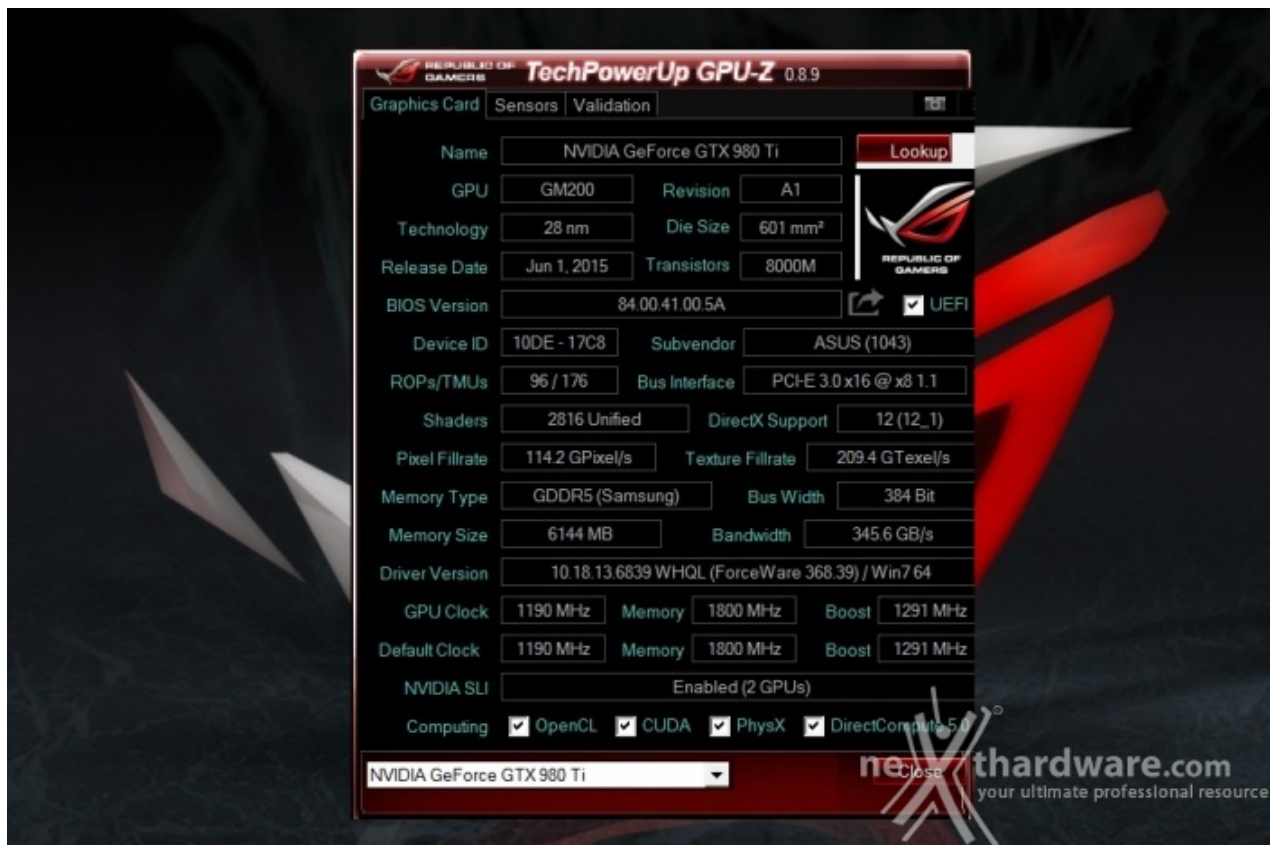 REPUBLIC OF GAMERS TechPowerUp GPU-Z 0.8.9
Graphics Card Sensors Validation
Name NVIDIA GeForce GTX 980 Ti Lookup
GPU GM200 Revision A1
Technology 28 nm Die Size 601 mm²
REPUBLIC OF GAMERS
Release Date Jun 1, 2015 Transistors 8000M
BIOS Version 84.00.41.00.5A UEFI
Device ID 10DE - 17C8 Subvendor ASUS (1043)
ROPs/TMUs 96 / 176 Bus Interface PCI-E 3.0 x16 @ x8 1.1
Shaders 2816 Unified DirectX Support 12 (12_1)
Pixel Fillrate 114.2 GPixel/s Texture Fillrate 209.4 GTexel/s
Memory Type GDDR5 (Samsung) Bus Width 384 Bit
Memory Size 6144 MB Bandwidth 345.6 GB/s
Driver Version 10.18.13.6839 WHQL (ForceWare 368.39) / Win7 64
GPU Clock 1190 MHz Memory 1800 MHz Boost 1291 MHz
Default Clock 1190 MHz Memory 1800 MHz Boost 1291 MHz
NVIDIA SLI Enabled (2 GPUs)
Computing OpenCL CUDA PhysX DirectCompute 5.0
NVIDIA GeForce GTX 980 Ti Close
nexthardware.com
your ultimate professional resource